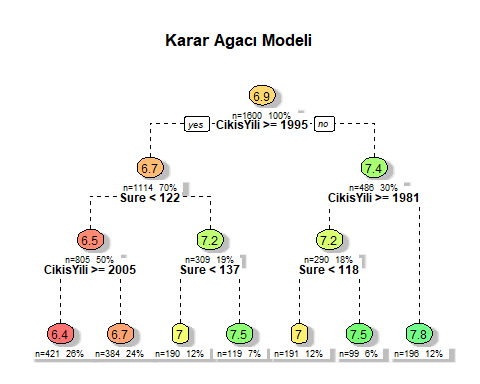 Karar Agacı Modeli
6.9
n=1600 100%
yes CikisYili >= 1995 no
6.7
7.4
n=1114 70%
n=486 30%
Sure < 122
CikisYili >= 1981
6.5
7.2
7.2
n=805 50%
n=309 19%
n=290 18%
CikisYili >= 2005
Sure < 137
Sure < 118
6.4
6.7
7
7.5
7
7.5
7.8
n=421 26%
n=384 24%
n=190 12%
n=119 7%
n=191 12%
n=99 6%
n=196 12%